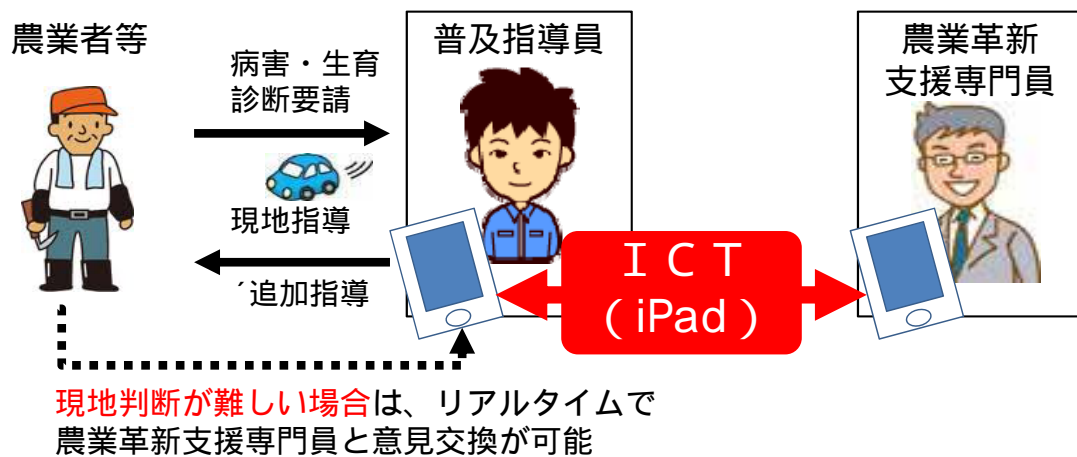 農業者等
病害・生育
診断要請
現地指導
´追加指導
普及指導員
ＩＣＴ
（iPad）
農業革新
支援専門員
現地判断が難しい場合は、リアルタイムで
農業革新支援専門員と意見交換が可能